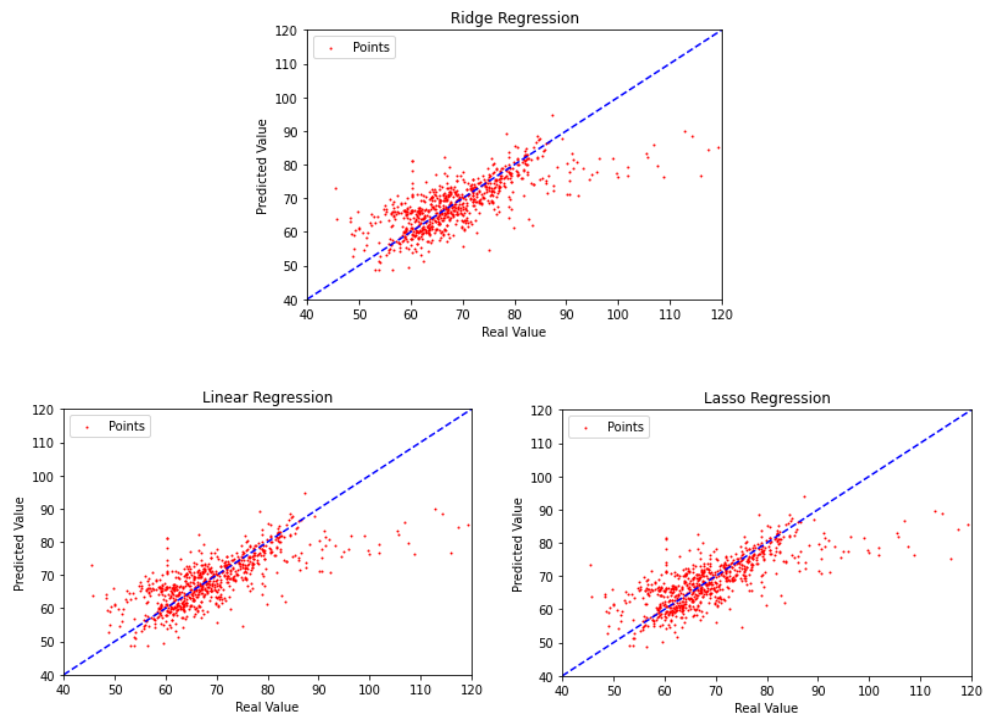 Ridge Regression
Points
120
110
100
90
80
70
60
50
40
Predicted Value
40 50 60 70 80 90 100 110 120
Real Value
Linear Regression
Points
120
110
100
90
80
70
60
50
40
Predicted Value
40 50 60 70 80 90 100 110 120
Real Value
Lasso Regression
Points
120
110
100
90
80
70
60
50
40
Predicted Value
40 50 60 70 80 90 100 110 120
Real Value